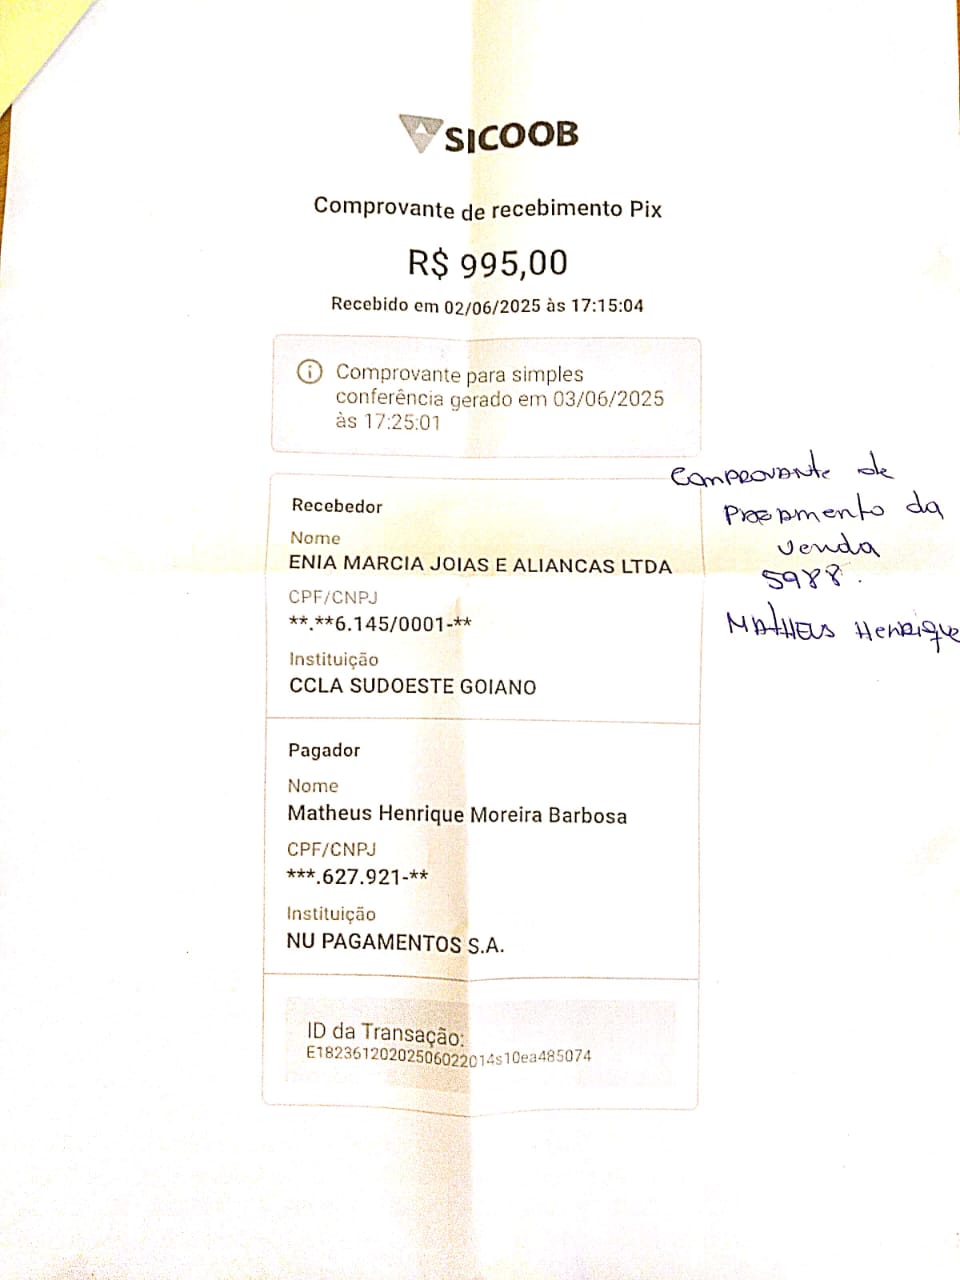 SICOOB
Comprovante de recebimento Pix
R$ 995,00
Recebido em 02/06/2025 às 17:15:04
Comprovante para simples
conferência gerado em 03/06/2025
às 17:25:01
Recebedor
Nome
ENIA MARCIA JOIAS E ALIANCAS LTDA
CPF/CNPJ
**.**6.145/0001-**
Instituição
CCLA SUDOESTE GOIANO
Pagador
Nome
Matheus Henrique Moreira Barbosa
CPF/CNPJ
***.627.921-**
Instituição
NU PAGAMENTOS S.A.
ID da Transação:
E18236120202506022014s10ea485074
Comprovante de
da
venda
5988.
Matheus Henrique